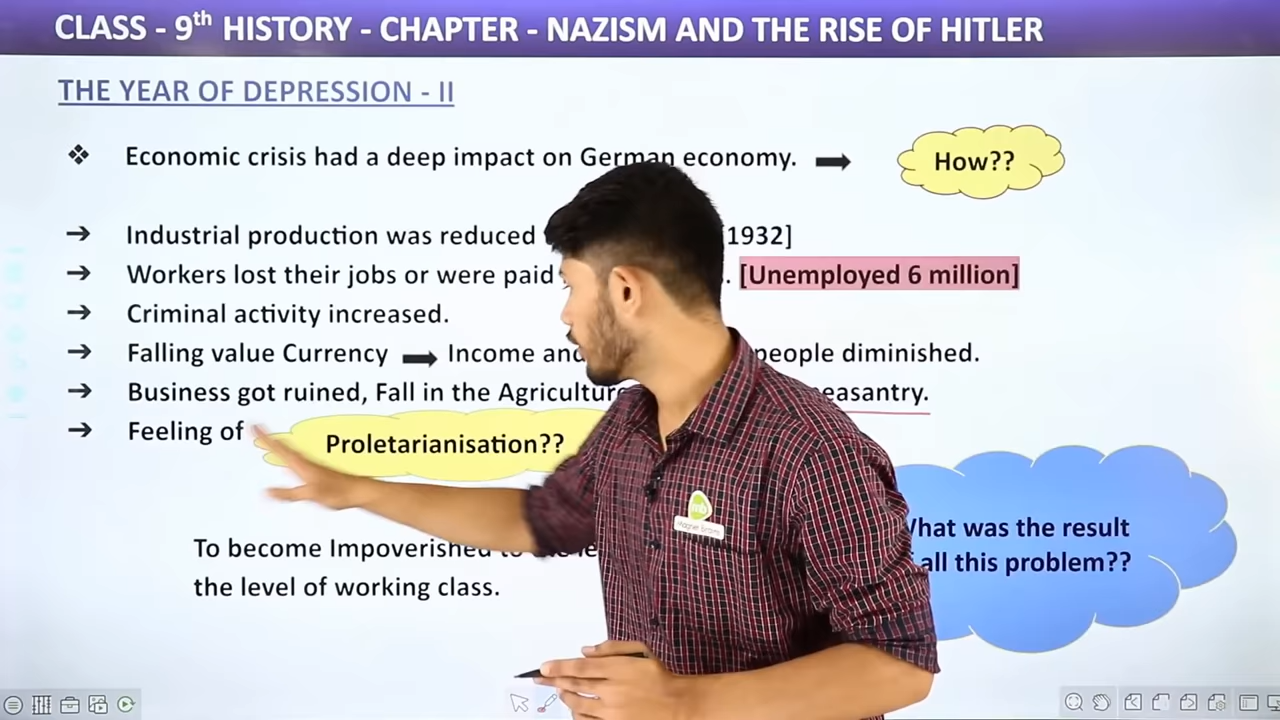 CLASS - 9th HISTORY - CHAPTER - NAZISM AND THE RISE OF HITLER
THE YEAR OF DEPRESSION - II
Economic crisis had a deep impact on German economy.
How??
Industrial production was reduced [1932]
Workers lost their jobs or were paid . [Unemployed 6 million]
Criminal activity increased.
Falling value Currency Income and people diminished.
Business got ruined, Fall in the
Feeling of Proletarianisation??
To become Impoverished
the level of working class.
was the result
all this problem??
Magnet Brains